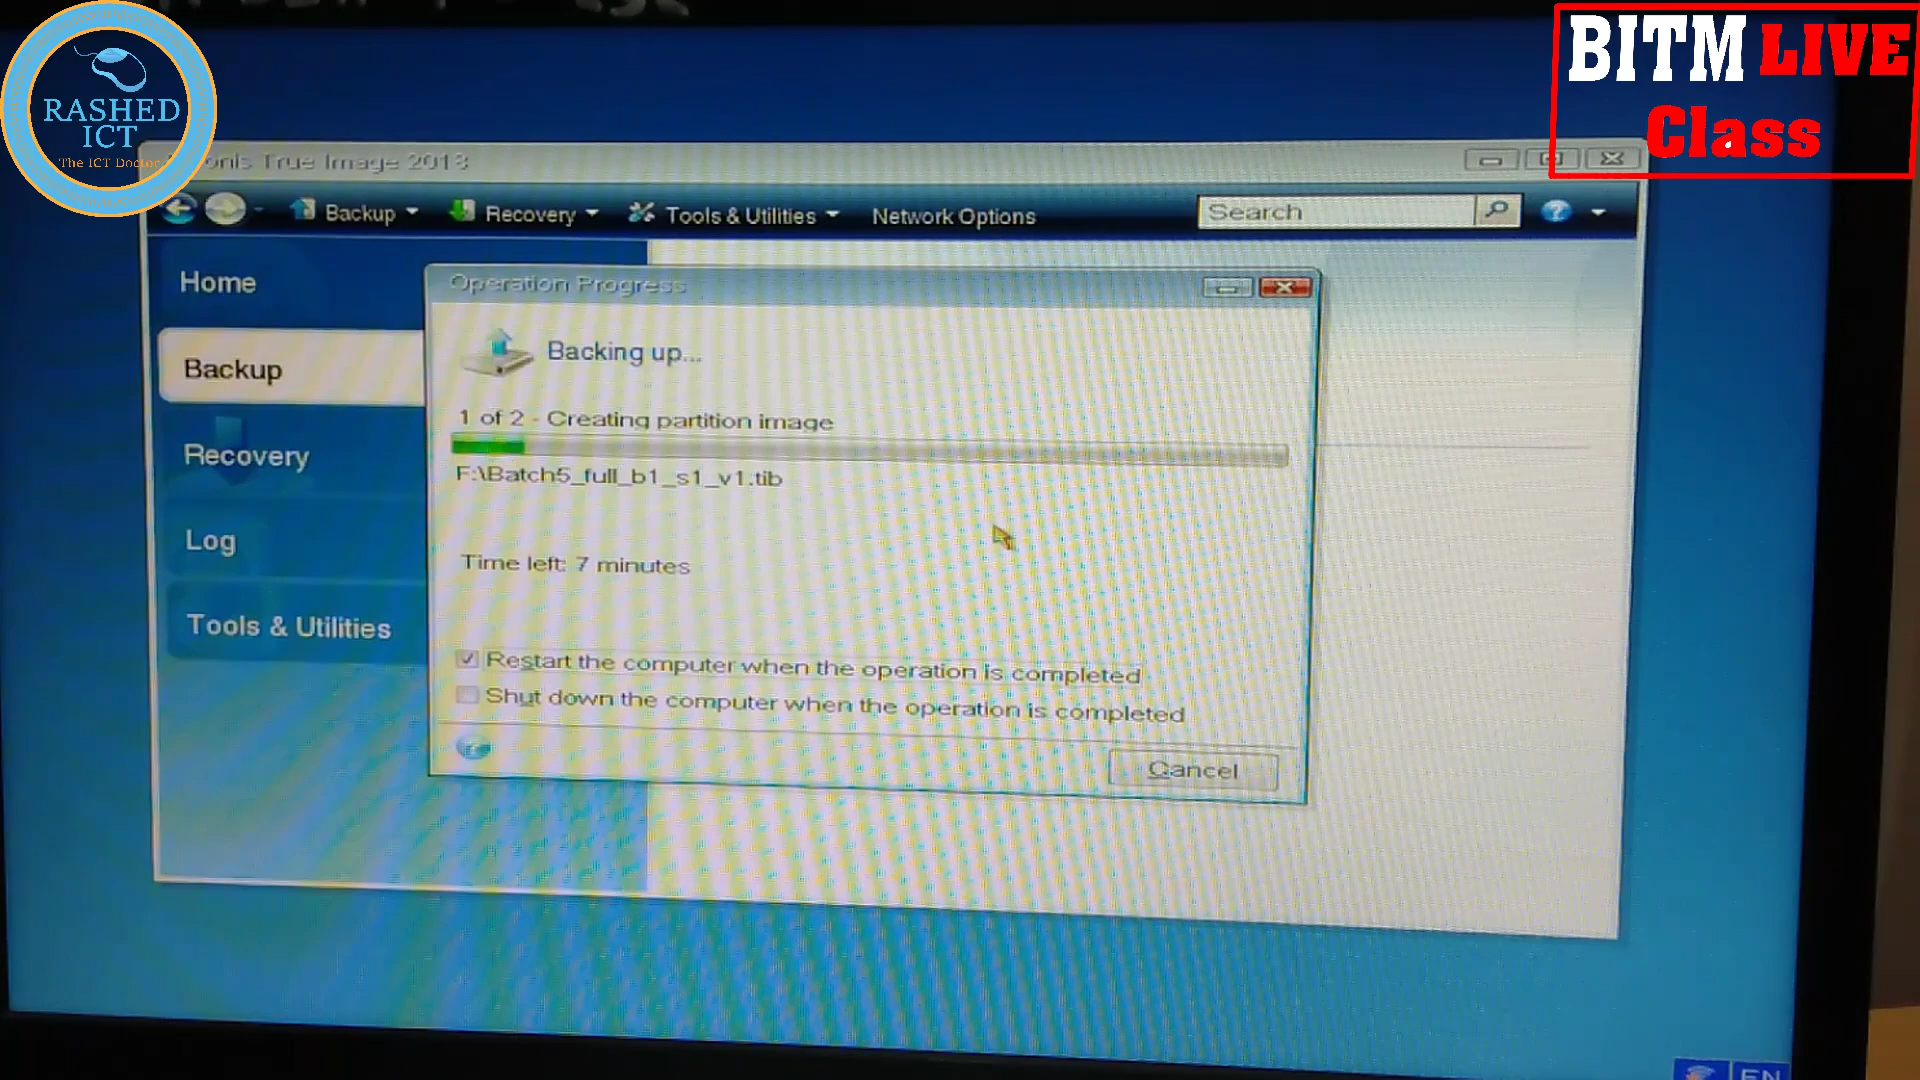 RASHED
ICT
The ICT Doctor
BITM LIVE
Class
onis True Image 2013
Backup
Recovery
Tools & Utilities
Network Options
Search
Home
Backup
Recovery
Log
Tools & Utilities
Operation Progress
Backing up...
1 of 2 - Creating partition image
F:\Batch5_full_b1_s1_v1.tib
Time left: 7 minutes
Restart the computer when the operation is completed
Shut down the computer when the operation is completed
Cancel
EN